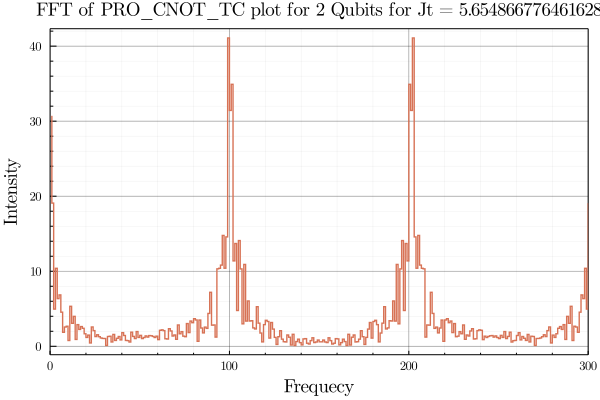 FFT of PRO_CNOT_TC plot for 2 Qubits for Jt = 5.654866776461628
40
30
20
10
0
Intensity
0 100 200 300
Frequecy